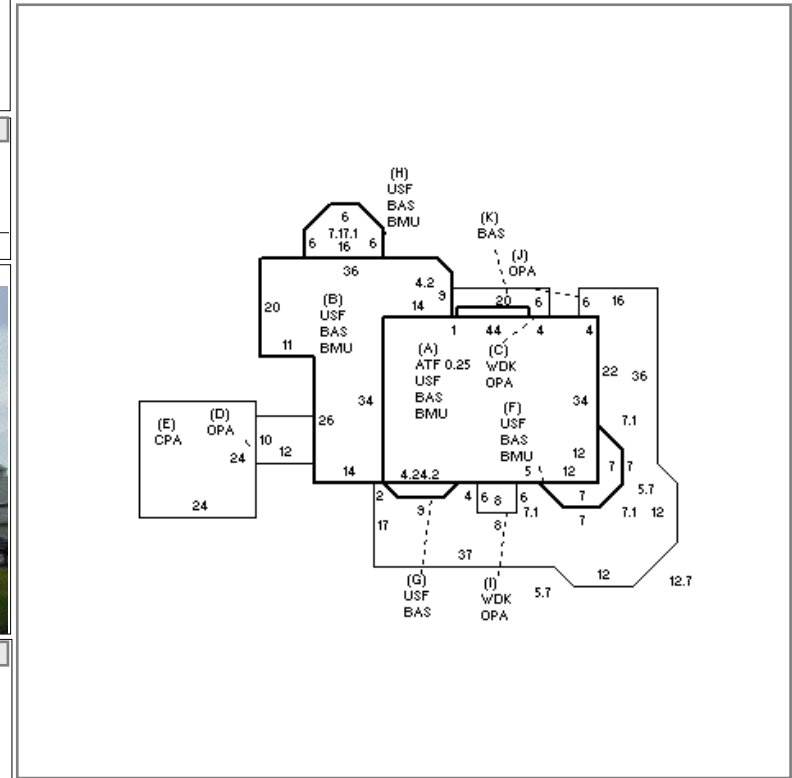 (H)
USF
BAS
BMU
(K)
BAS
(J)
OPA
6
7.17.1
6 16 6
36
4.2
9
14
20
(B)
USF
BAS
BMU
11
20 6
6 16
1 44 4 4
(A)
ATF 0.25
USF
BAS
BMU
(C)
WDK
OPA
22 36
34
34
(F)
USF
BAS
BMU
7.1
(E)
CPA
(D)
OPA
26
10
12
24
24
14
4.24.2
5 12
12
7 7
7
5.7
2
9
4 6 8 6
7.1
7
7.1 12
17
8
37
12
12.7
5.7
(G)
USF
BAS
(I)
WDK
OPA